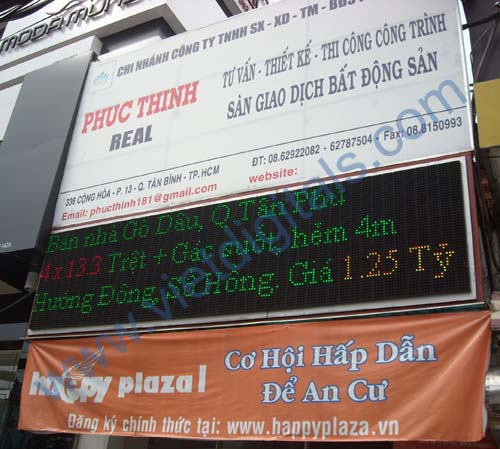 MODA MUNDO
CHI NHÁNH CÔNG TY TNHH SX - XD - TM - BĐS
PHUC THINH
REAL
TƯ VẤN - THIẾT KẾ - THI CÔNG CÔNG TRÌNH
SÀN GIAO DỊCH BẤT ĐỘNG SẢN
336 CỘNG HÒA - P. 13 - Q. TÂN BÌNH - TP. HCM
ĐT: 08.62922082 - 62787504 - Fax: 08.8150993
Email: phucthinh181@gmail.com
website:
Bán nhà Gò Dầu, Q.Tân Phú
4x13.3 Trệt + Gác cuối hẻm 4m
Hướng Đông, Sổ Hồng, Giá 1.25 Tỷ
happy plaza
Cơ Hội Hấp Dẫn
Để An Cư
Đăng ký chính thức tại: www.happyplaza.vn
www.vietdigitals.com